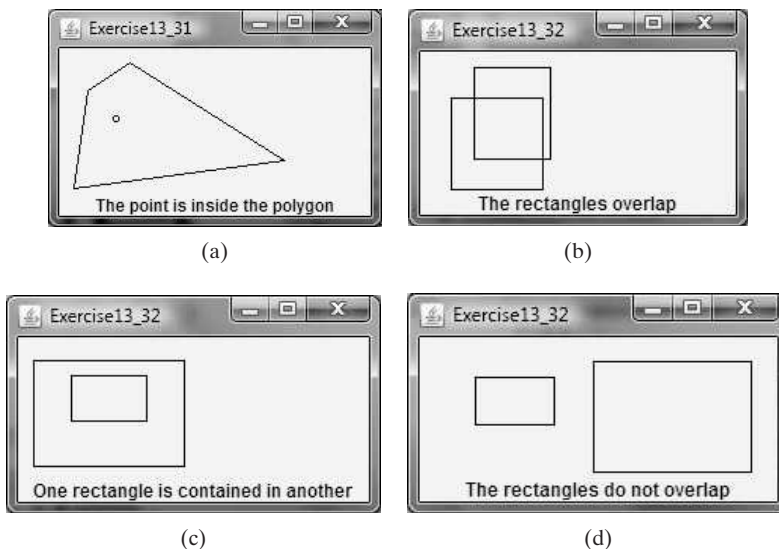 Exercise13_31
The point is inside the polygon
(a)
Exercise13_32
The rectangles overlap
(b)
Exercise13_32
One rectangle is contained in another
(c)
Exercise13_32
The rectangles do not overlap
(d)